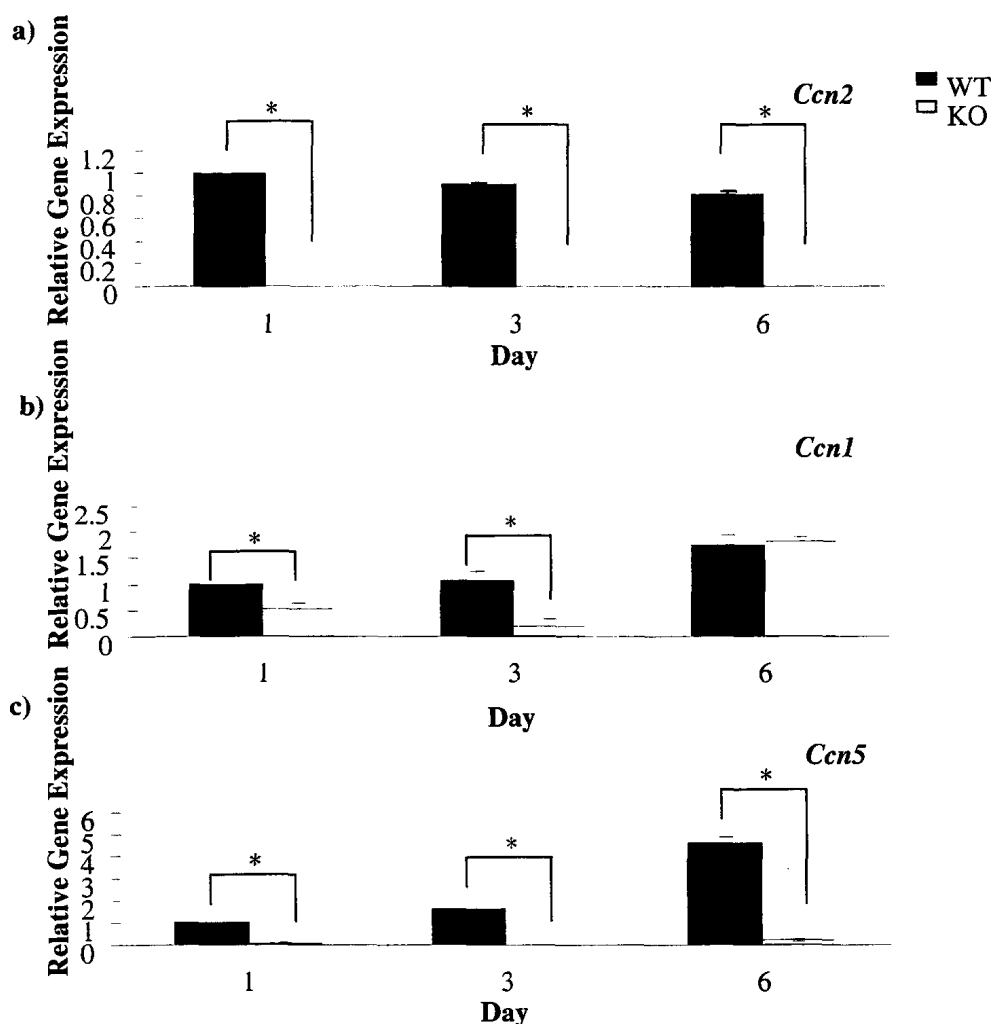 a)
Relative Gene Expression
Ccn2
WT
KO
*
*
*
1.2
1
0.8
0.6
0.4
0.2
0
1
3
6
Day
b)
Relative Gene Expression
Ccn1
*
*
2.5
2
1.5
1
0.5
0
1
3
6
Day
c)
Relative Gene Expression
Ccn5
*
*
*
6
5
4
3
2
1
0
1
3
6
Day